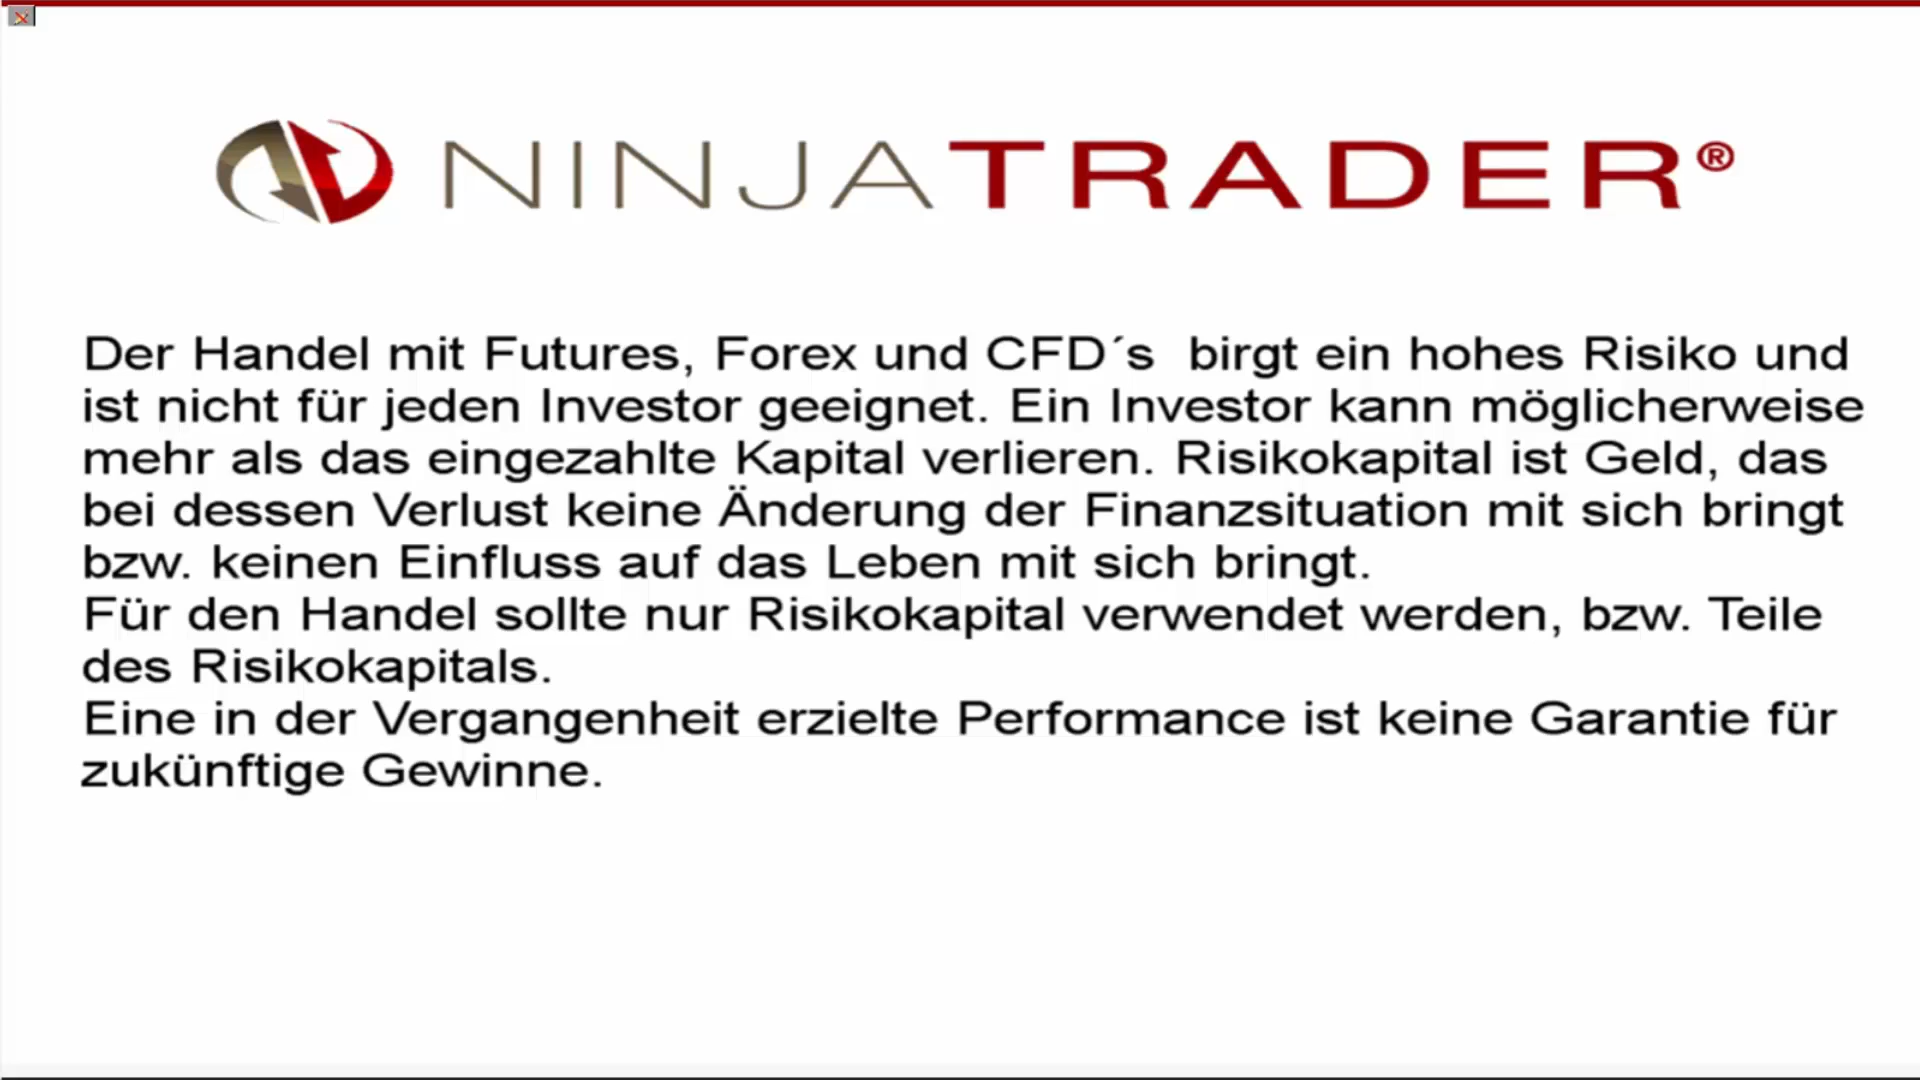 NINJATRADER®
Der Handel mit Futures, Forex und CFD´s  birgt ein hohes Risiko und
ist nicht für jeden Investor geeignet. Ein Investor kann möglicherweise
mehr als das eingezahlte Kapital verlieren. Risikokapital ist Geld, das
bei dessen Verlust keine Änderung der Finanzsituation mit sich bringt
bzw. keinen Einfluss auf das Leben mit sich bringt.
Für den Handel sollte nur Risikokapital verwendet werden, bzw. Teile
des Risikokapitals.
Eine in der Vergangenheit erzielte Performance ist keine Garantie für
zukünftige Gewinne.